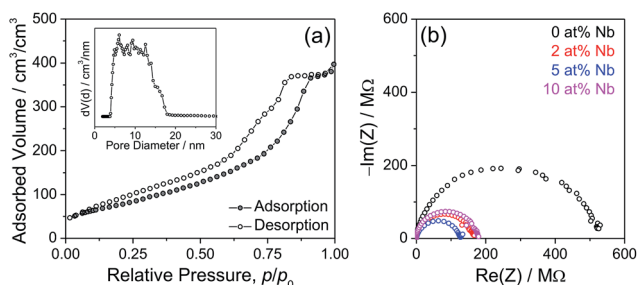 500
400
300
200
100
0
0.00
0.25
0.50
0.75
1.00
Adsorbed Volume / cm³/cm³
Relative Pressure, p/p₀
(a)
Adsorption
Desorption
dV(d) / cm³/nm
0
10
20
30
Pore Diameter / nm
(b)
0 at% Nb
2 at% Nb
5 at% Nb
10 at% Nb
600
400
200
0
0
200
400
600
−Im(Z) / MΩ
Re(Z) / MΩ